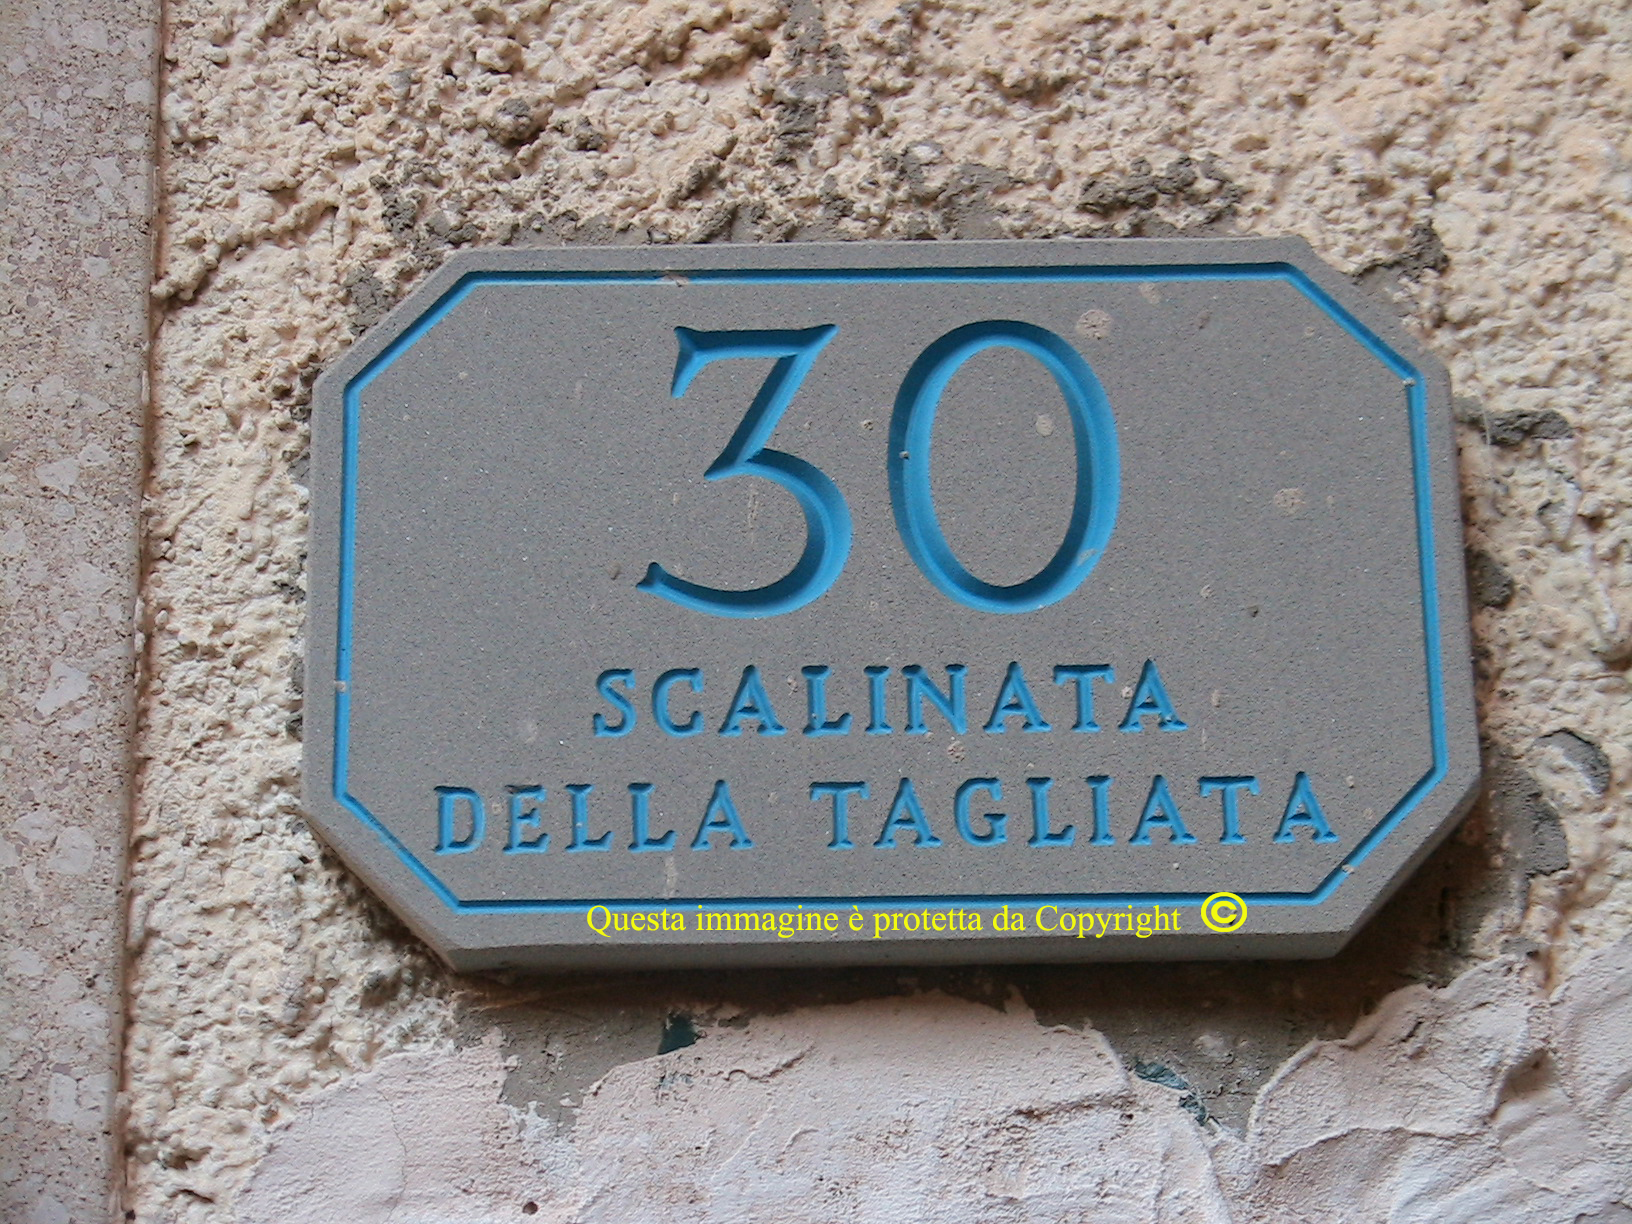 30
SCALINATA
DELLA TAGLIATA
Questa immagine è protetta da Copyright ©